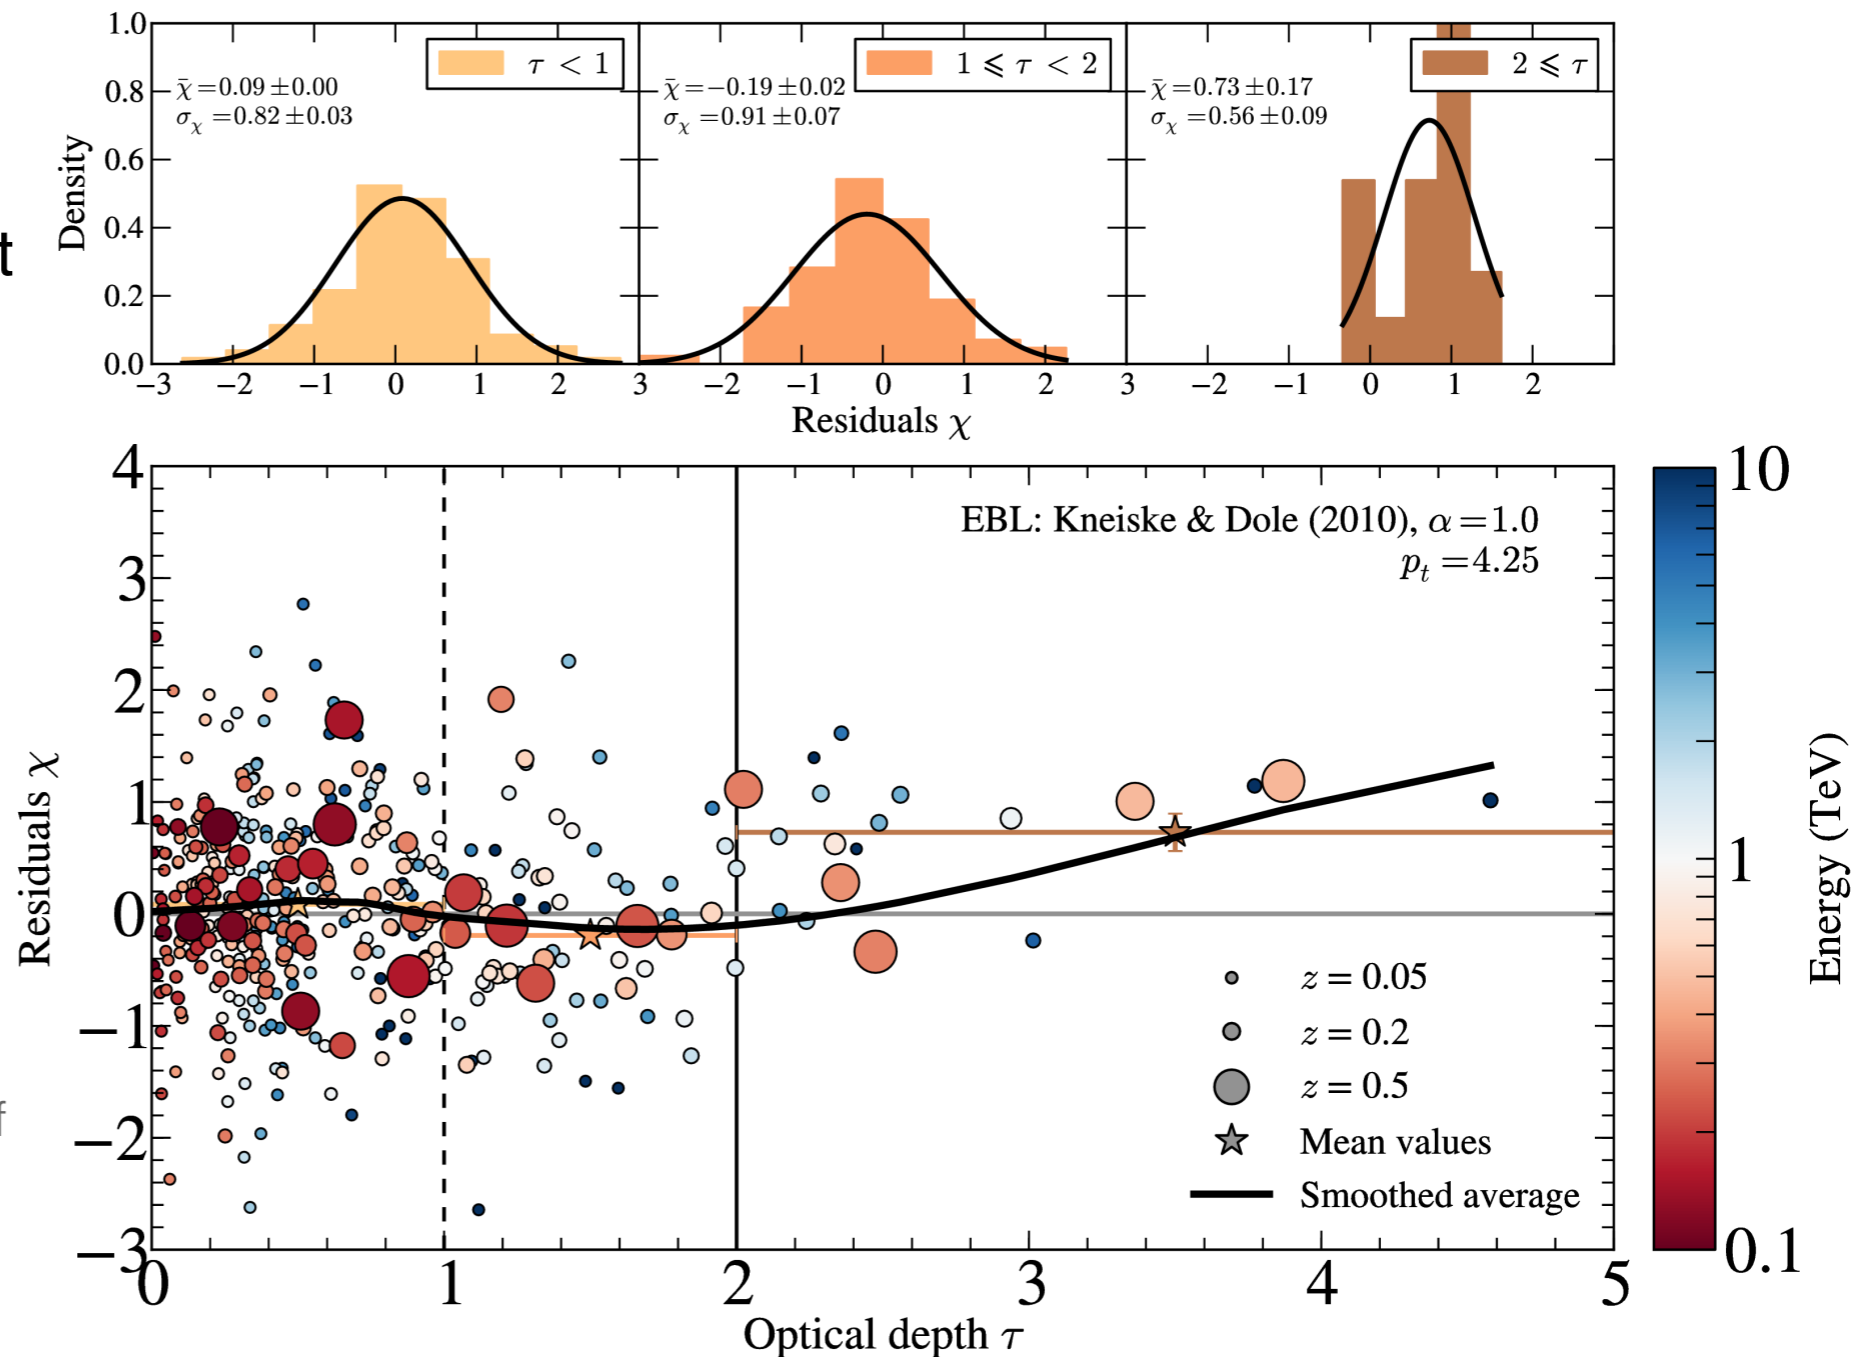 1.0
0.8
0.6
0.4
0.2
0.0
Density
τ < 1
χ̄=0.09±0.00
σχ=0.82±0.03
1 ⩽ τ < 2
χ̄=−0.19±0.02
σχ=0.91±0.07
2 ⩽ τ
χ̄=0.73±0.17
σχ=0.56±0.09
−3 −2 −1 0 1 2 3 −2 −1 0 1 2 3 −2 −1 0 1 2
Residuals χ
t
4
3
2
1
0
−1
−2
−3
Residuals χ
EBL: Kneiske & Dole (2010), α=1.0
pt=4.25
z = 0.05
z = 0.2
z = 0.5
Mean values
Smoothed average
f
0 1 2 3 4 5
Optical depth τ
10
1
0.1
Energy (TeV)